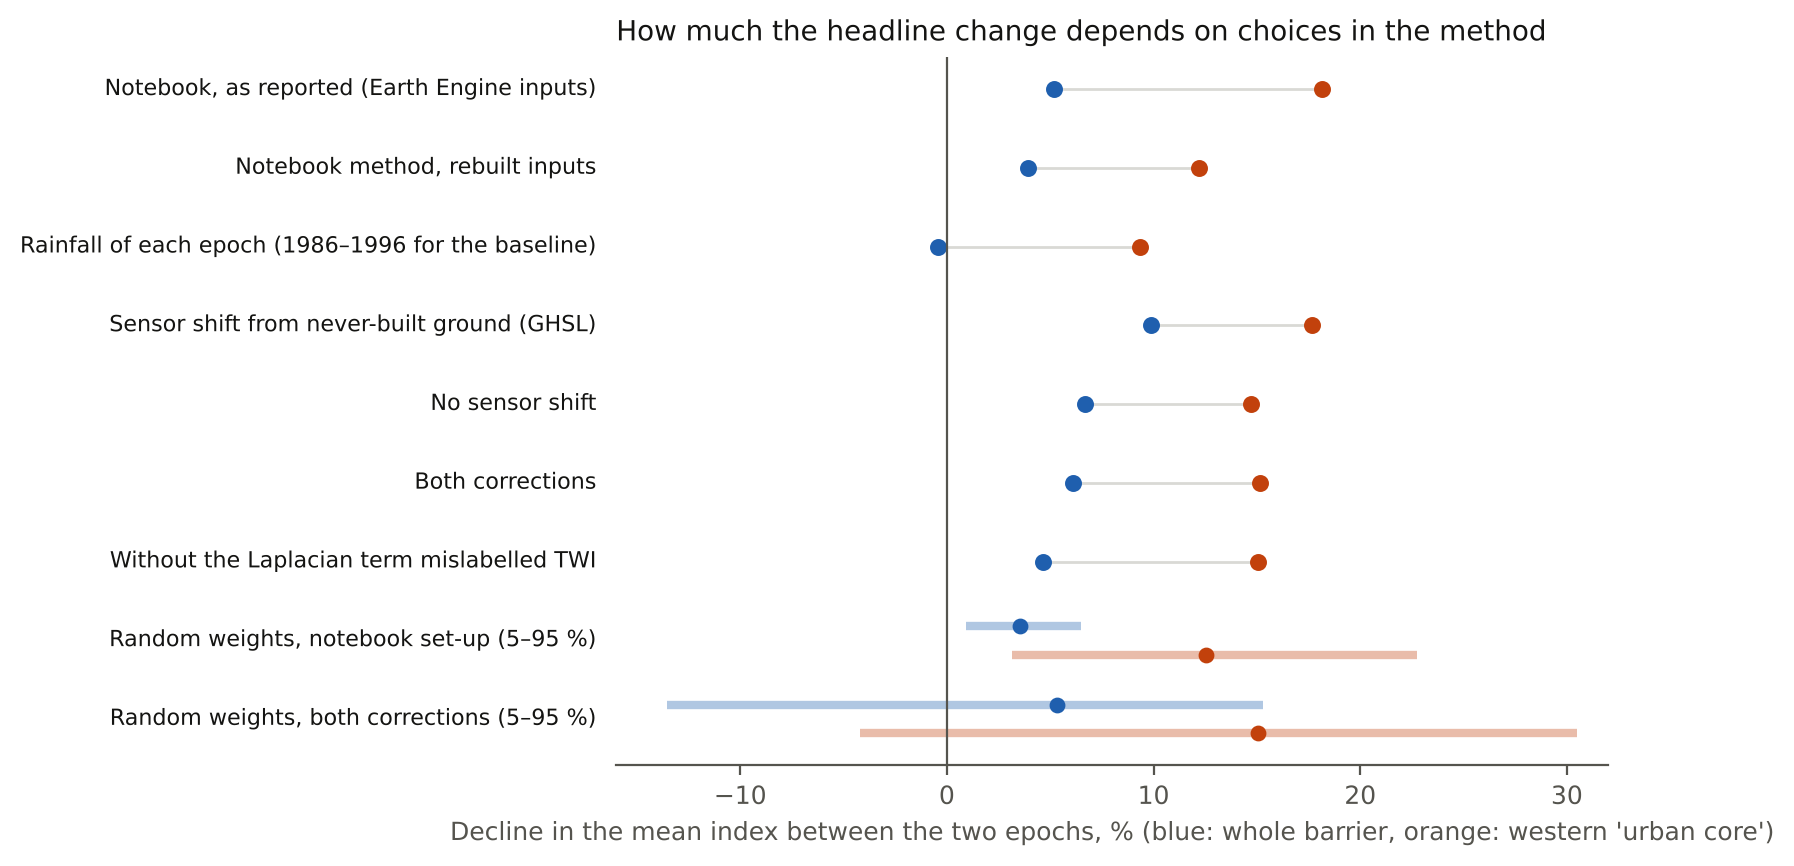 How much the headline change depends on choices in the method
Notebook, as reported (Earth Engine inputs)
Notebook method, rebuilt inputs
Rainfall of each epoch (1986–1996 for the baseline)
Sensor shift from never-built ground (GHSL)
No sensor shift
Both corrections
Without the Laplacian term mislabelled TWI
Random weights, notebook set-up (5–95 %)
Random weights, both corrections (5–95 %)
−10 0 10 20 30
Decline in the mean index between the two epochs, % (blue: whole barrier, orange: western 'urban core')